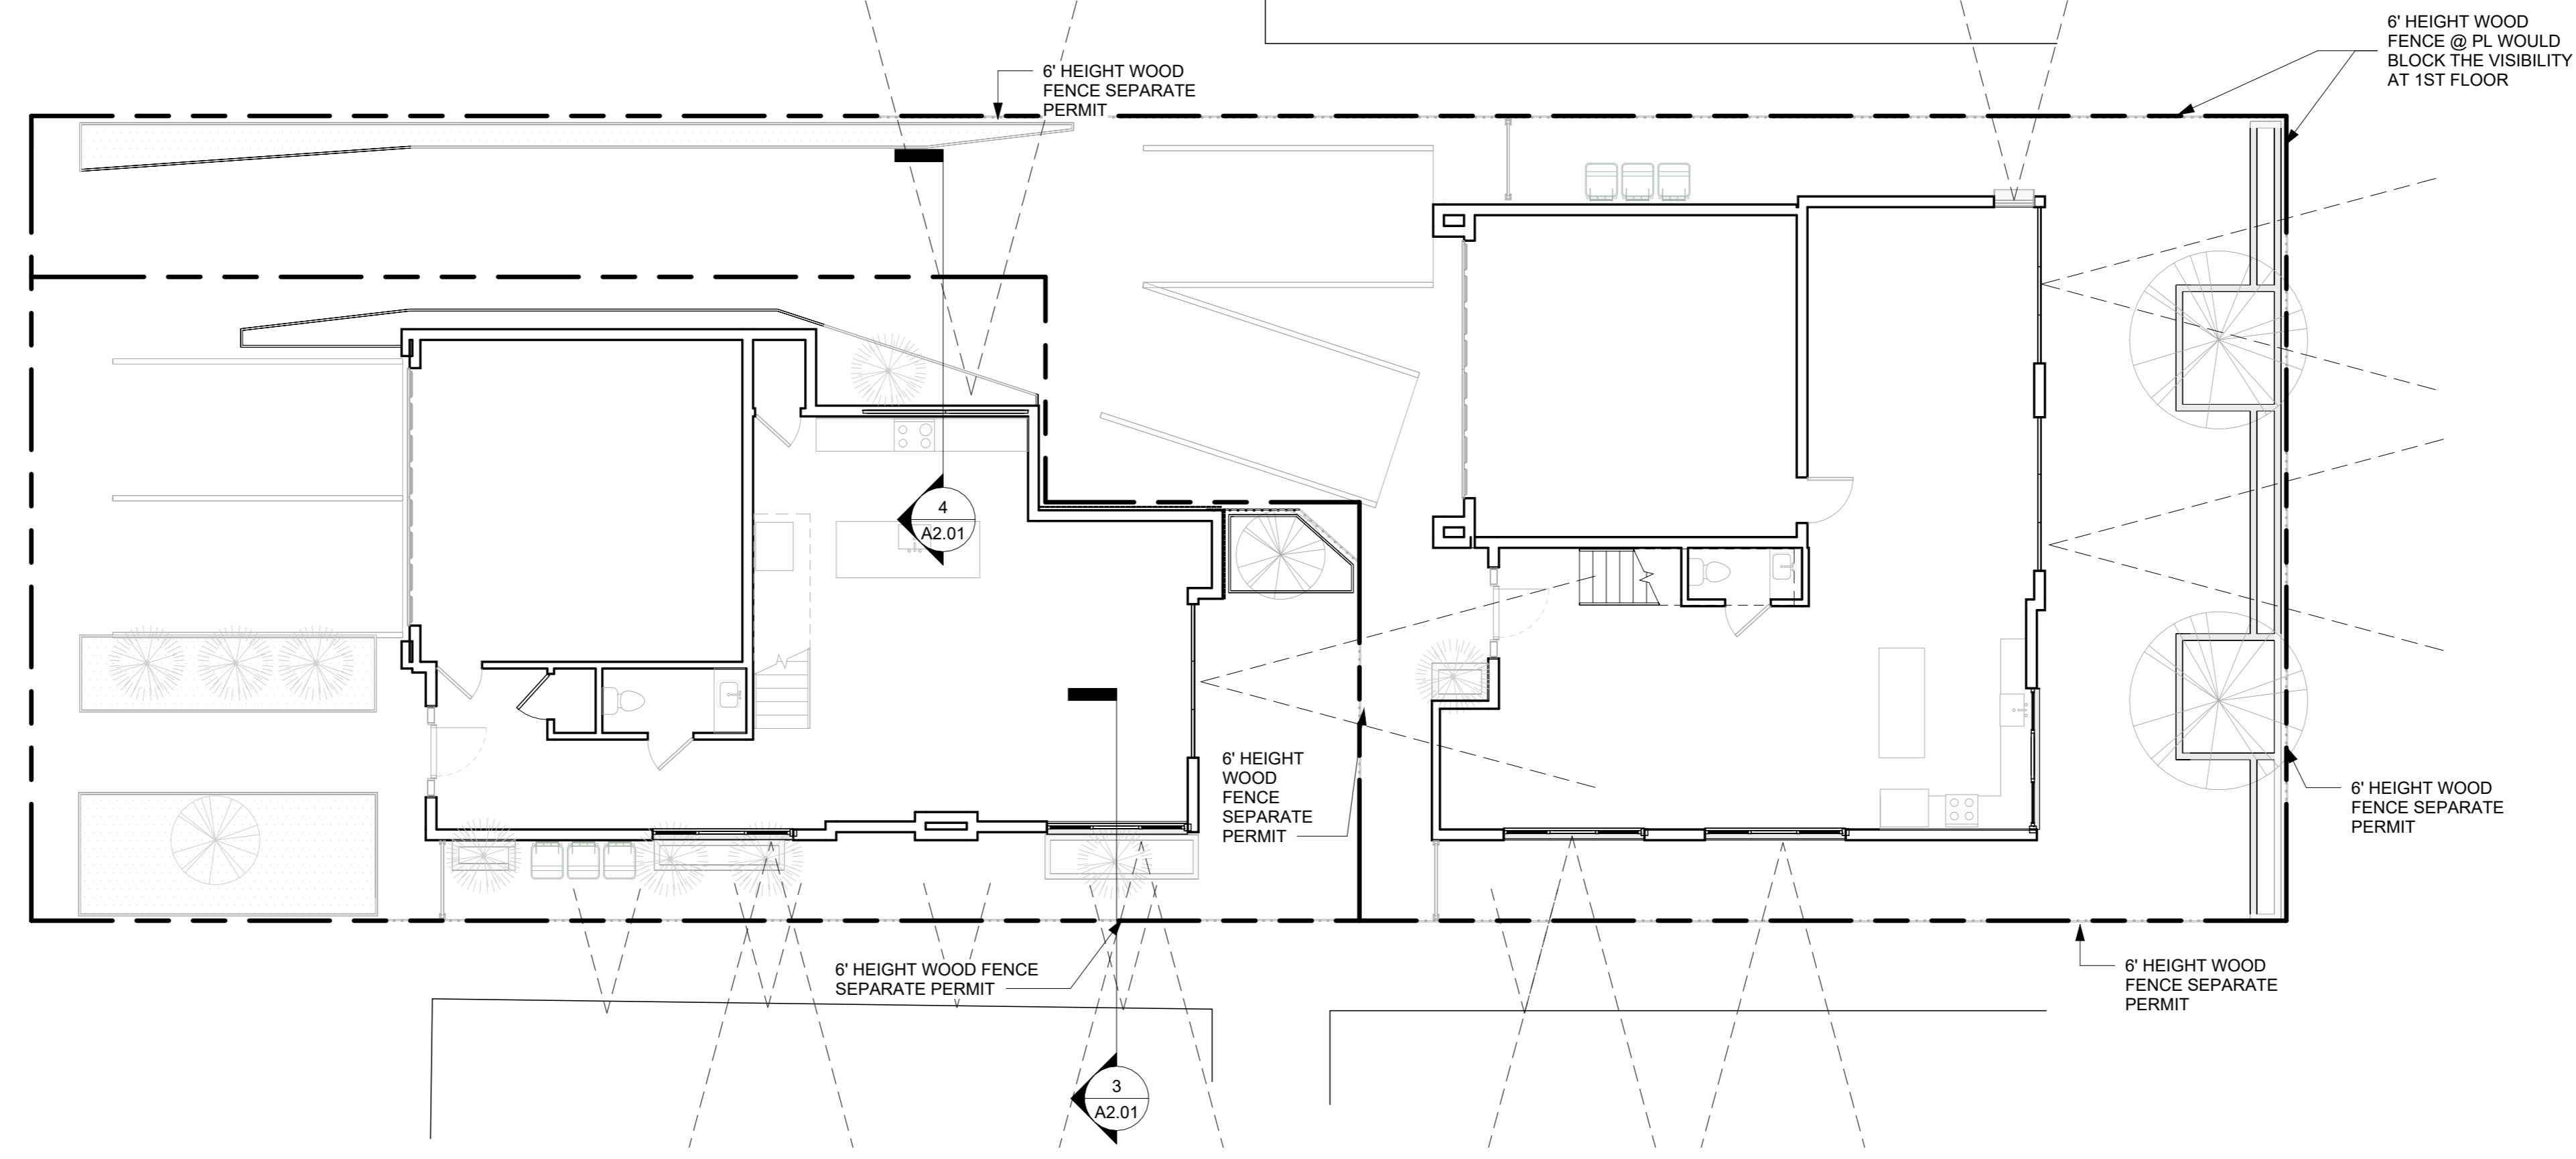 6' HEIGHT WOOD
FENCE @ PL WOULD
BLOCK THE VISIBILITY
AT 1ST FLOOR
6' HEIGHT WOOD
FENCE SEPARATE
PERMIT
4
A2.01
6' HEIGHT
WOOD
FENCE
SEPARATE
PERMIT
6' HEIGHT WOOD
FENCE SEPARATE
PERMIT
6' HEIGHT WOOD FENCE
SEPARATE PERMIT
6' HEIGHT WOOD
FENCE SEPARATE
PERMIT
3
A2.01